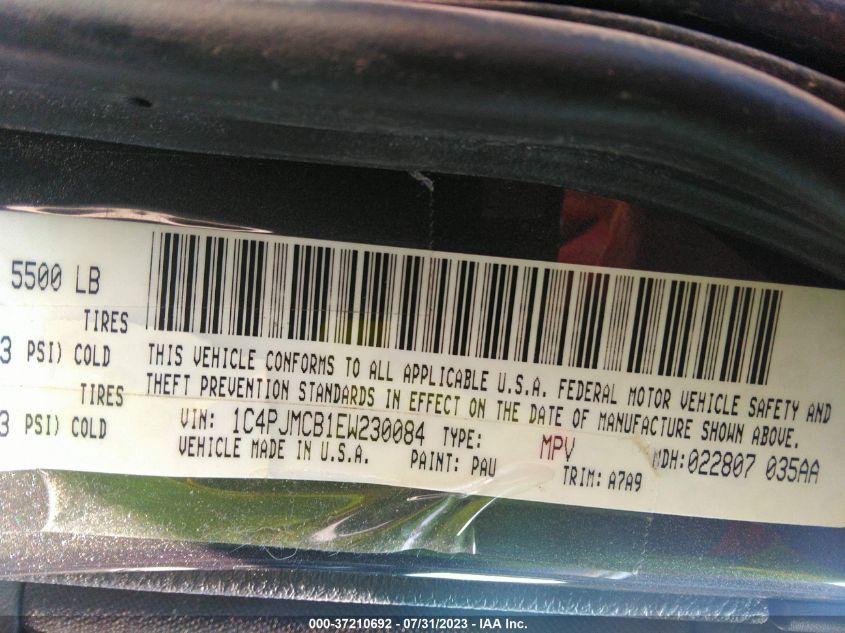 5500 LB
TIRES
3 PSI) COLD
TIRES
3 PSI) COLD
THIS VEHICLE CONFORMS TO ALL APPLICABLE U.S.A. FEDERAL MOTOR VEHICLE SAFETY AND
THEFT PREVENTION STANDARDS IN EFFECT ON THE DATE OF MANUFACTURE SHOWN ABOVE.
VIN: 1C4PJMCB1EW230084 TYPE: MPV MDH:022807 035AA
VEHICLE MADE IN U.S.A. PAINT: PAU TRIM: A7A9
000-37210692 - 07/31/2023 - IAA Inc.